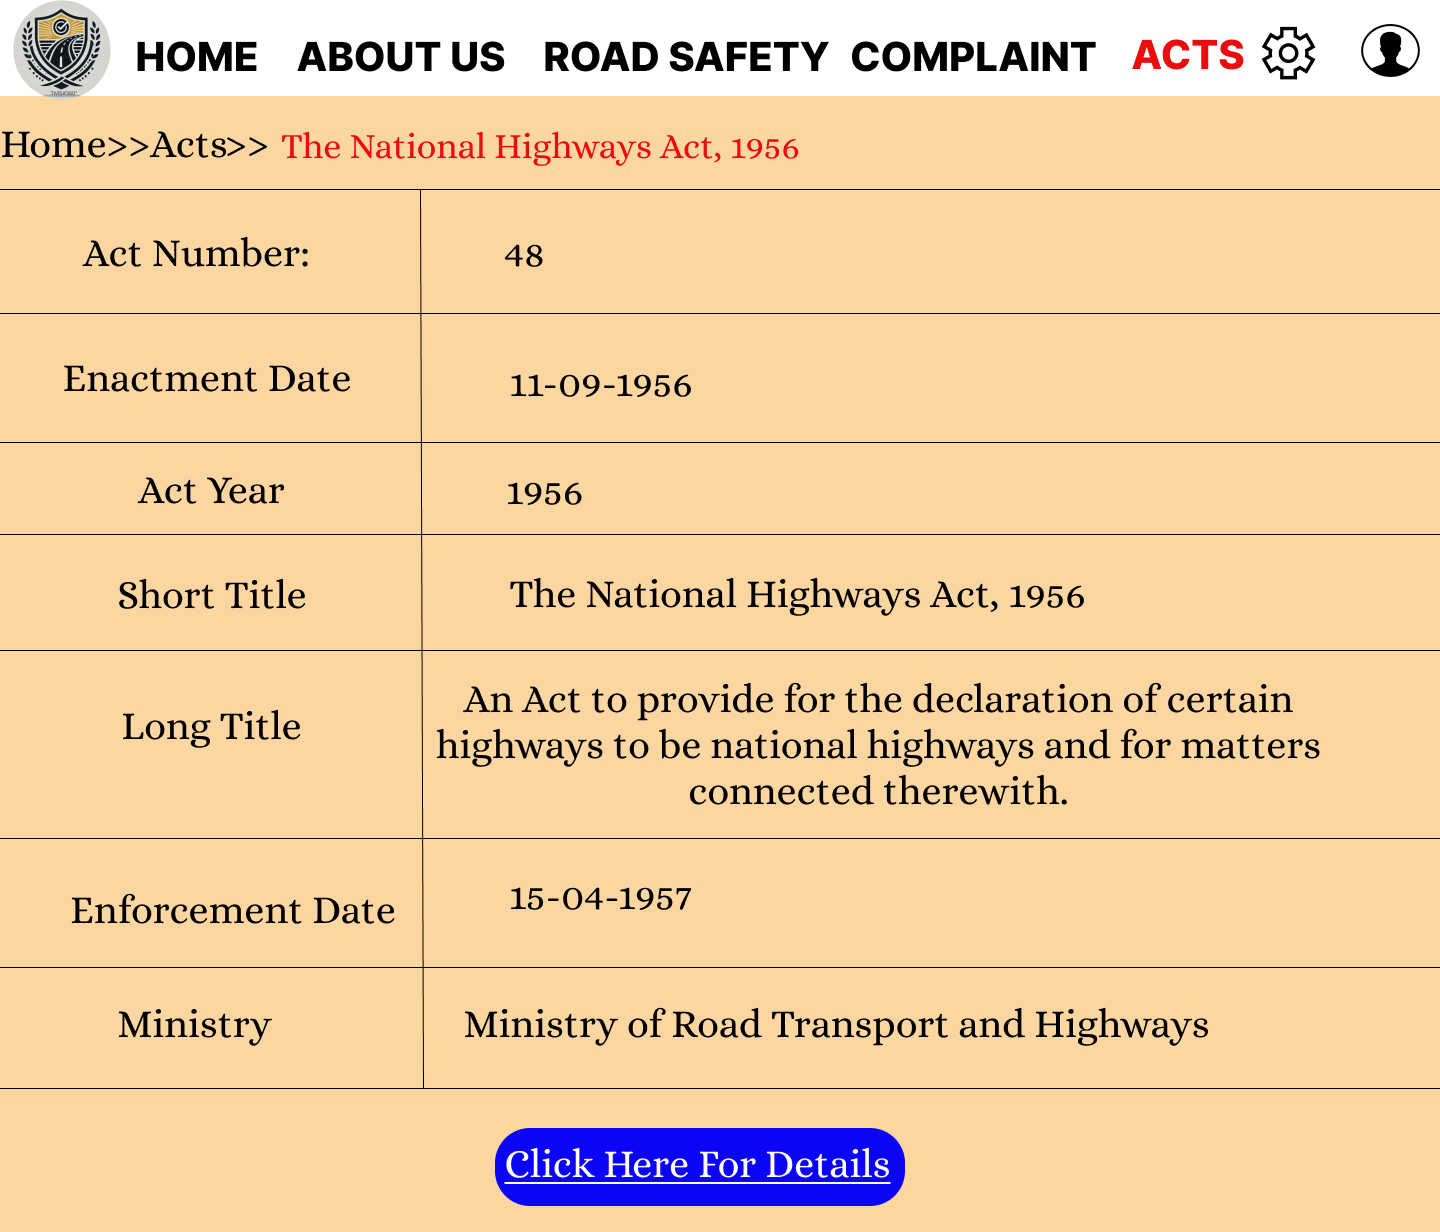 HOME ABOUT US ROAD SAFETY COMPLAINT ACTS
TMS#360°
Home>>Acts>> The National Highways Act, 1956
Act Number: 48
Enactment Date 11-09-1956
Act Year 1956
Short Title The National Highways Act, 1956
Long Title An Act to provide for the declaration of certain
highways to be national highways and for matters
connected therewith.
Enforcement Date 15-04-1957
Ministry Ministry of Road Transport and Highways
Click Here For Details